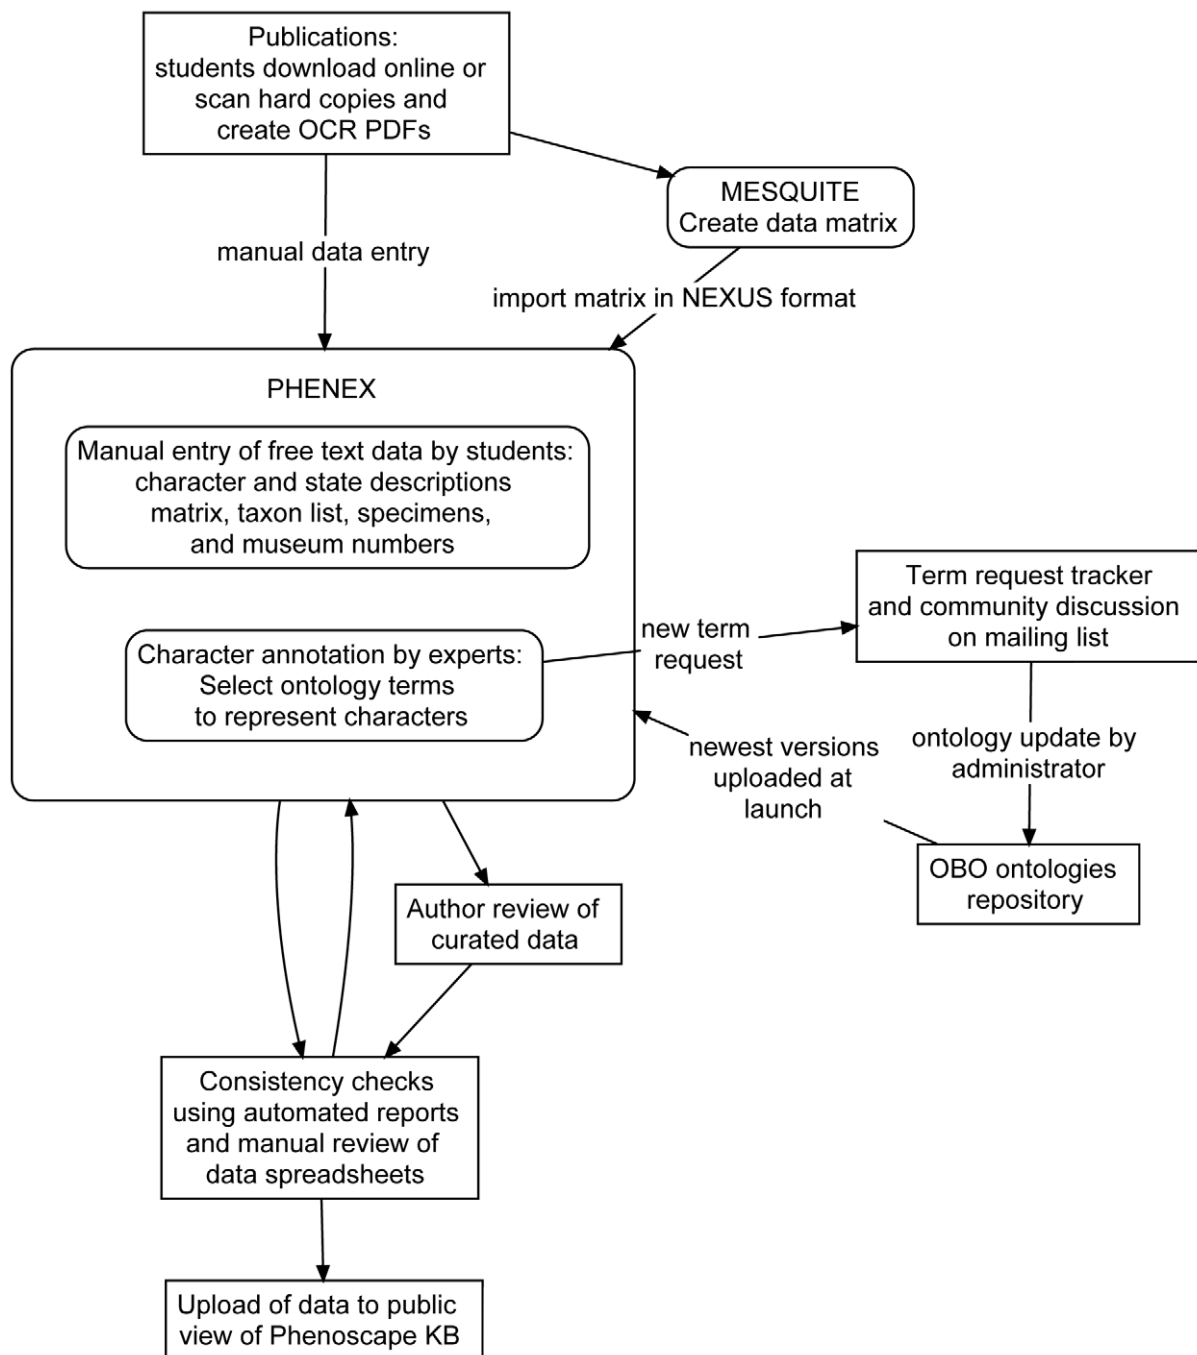 Publications:
students download online or
scan hard copies and
create OCR PDFs
MESQUITE
Create data matrix
manual data entry
import matrix in NEXUS format
PHENEX
Manual entry of free text data by students:
character and state descriptions
matrix, taxon list, specimens,
and museum numbers
Character annotation by experts:
Select ontology terms
to represent characters
new term
request
Term request tracker
and community discussion
on mailing list
ontology update by
administrator
newest versions
uploaded at
launch
OBO ontologies
repository
Author review of
curated data
Consistency checks
using automated reports
and manual review of
data spreadsheets
Upload of data to public
view of Phenoscape KB